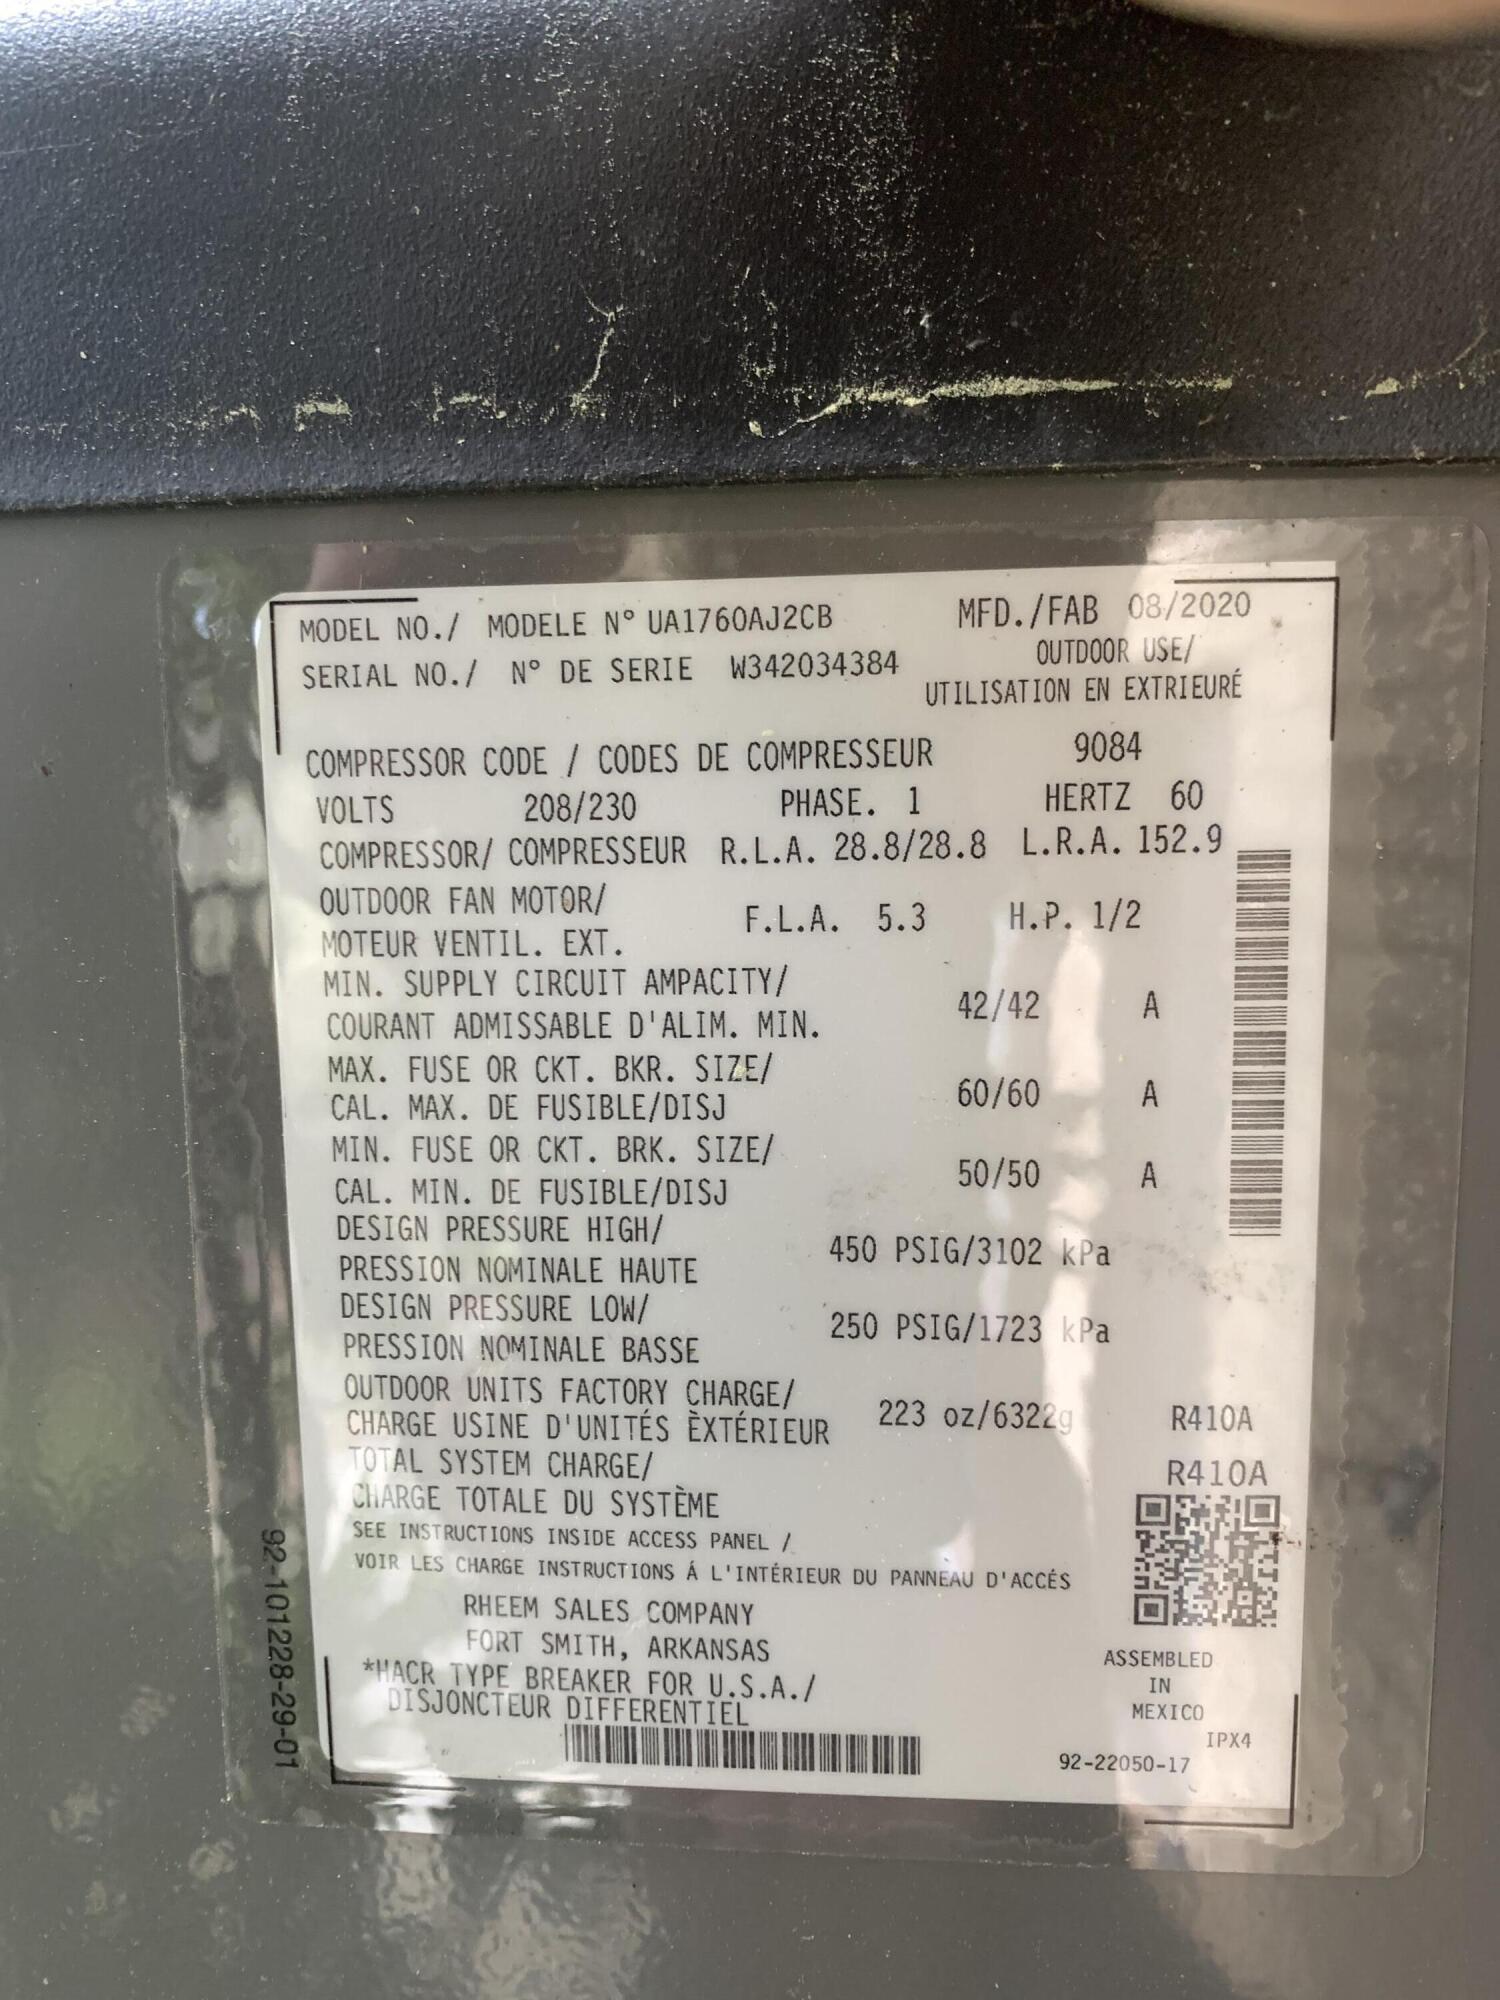 MODEL NO./ MODELE N° UA1760AJ2CB MFD./FAB 08/2020
SERIAL NO./ N° DE SERIE W342034384 OUTDOOR USE/
UTILISATION EN EXTRIEURÉ
COMPRESSOR CODE / CODES DE COMPRESSEUR 9084
VOLTS 208/230 PHASE. 1 HERTZ 60
COMPRESSOR/ COMPRESSEUR R.L.A. 28.8/28.8 L.R.A. 152.9
OUTDOOR FAN MOTOR/
MOTEUR VENTIL. EXT. F.L.A. 5.3 H.P. 1/2
MIN. SUPPLY CIRCUIT AMPACITY/
COURANT ADMISSABLE D'ALIM. MIN. 42/42 A
MAX. FUSE OR CKT. BKR. SIZE/
CAL. MAX. DE FUSIBLE/DISJ 60/60 A
MIN. FUSE OR CKT. BRK. SIZE/
CAL. MIN. DE FUSIBLE/DISJ 50/50 A
DESIGN PRESSURE HIGH/
PRESSION NOMINALE HAUTE 450 PSIG/3102 kPa
DESIGN PRESSURE LOW/
PRESSION NOMINALE BASSE 250 PSIG/1723 kPa
OUTDOOR UNITS FACTORY CHARGE/
CHARGE USINE D'UNITÉS ÈXTÉRIEUR 223 oz/6322g R410A
TOTAL SYSTEM CHARGE/ R410A
CHARGE TOTALE DU SYSTÈME
SEE INSTRUCTIONS INSIDE ACCESS PANEL /
VOIR LES CHARGE INSTRUCTIONS Á L'INTÉRIEUR DU PANNEAU D'ACCÉS
RHEEM SALES COMPANY
FORT SMITH, ARKANSAS
*HACR TYPE BREAKER FOR U.S.A./
DISJONCTEUR DIFFERENTIEL
ASSEMBLED
IN
MEXICO
IPX4
92-22050-17
92-101228-29-01